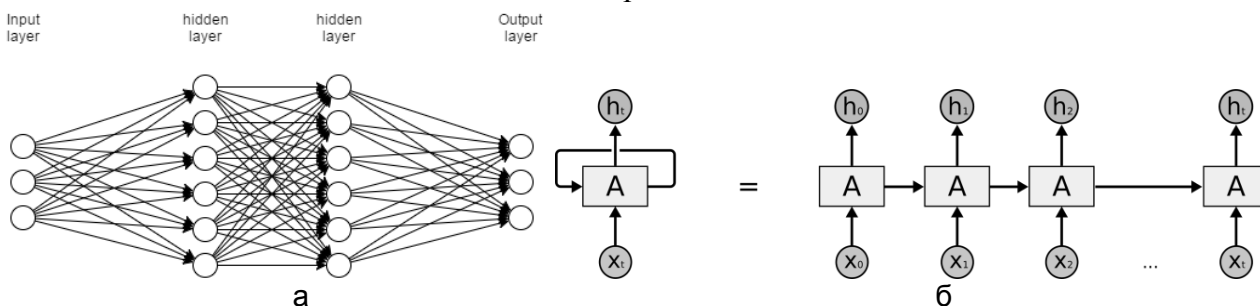 Input
layer
hidden
layer
hidden
layer
Output
layer
hₜ
A
xₜ
=
h₀ h₁ h₂ hₜ
A A A A
x₀ x₁ x₂ ... xₜ
а
б